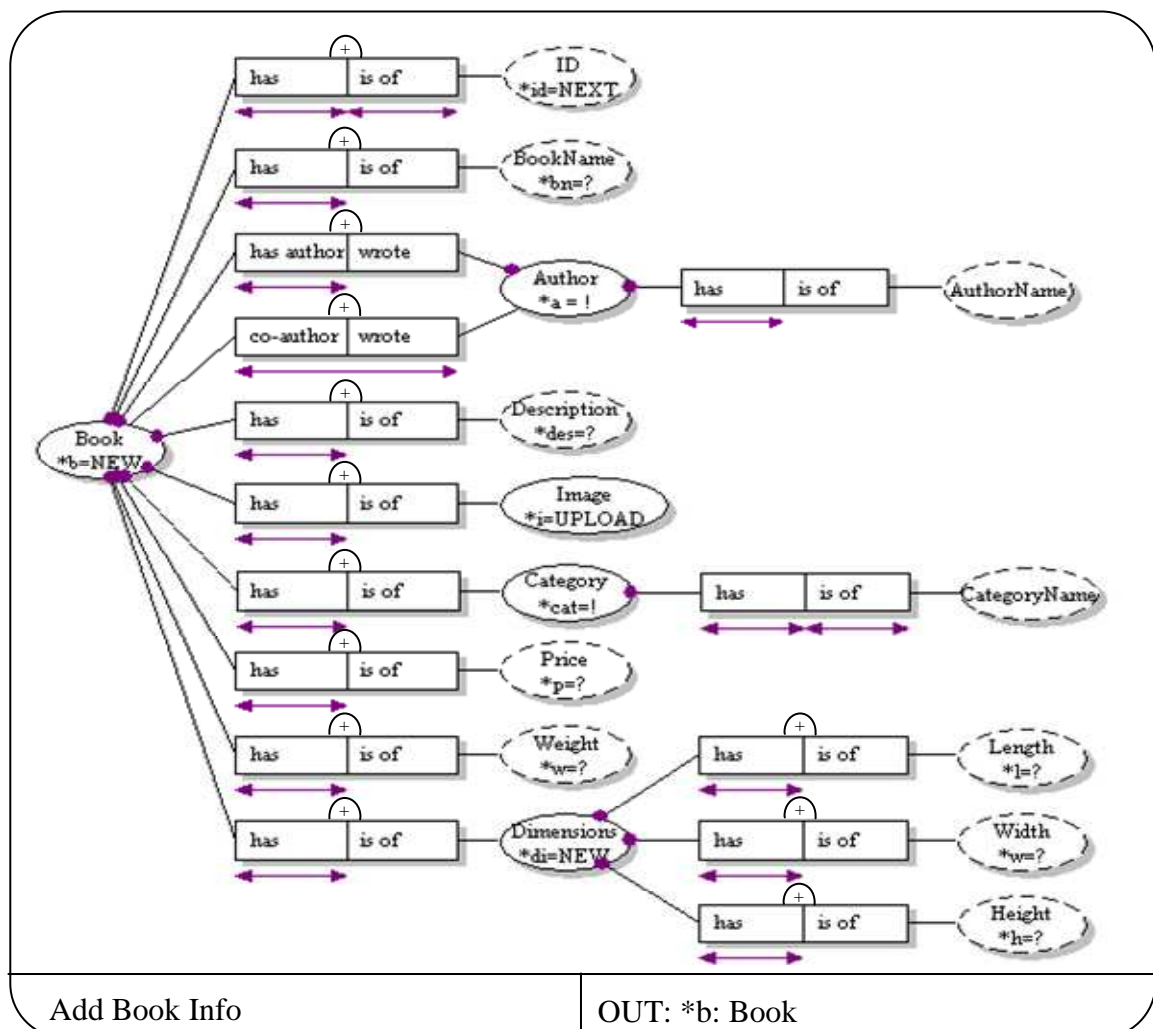 +
has is of
ID
*id=NEXT
+
has is of
BookName
*bn=?
+
has author wrote
Author
*a = !
has is of
AuthorName
+
co-author wrote
+
has is of
Description
*des=?
Book
*b=NEW
+
has is of
Image
*i=UPLOAD
+
has is of
Category
*cat=!
has is of
CategoryName
+
has is of
Price
*p=?
+
has is of
Weight
*w=?
+
has is of
Length
*l=?
+
has is of
Dimensions
*di=NEW
+
has is of
Width
*w=?
+
has is of
Height
*h=?
Add Book Info
OUT: *b: Book